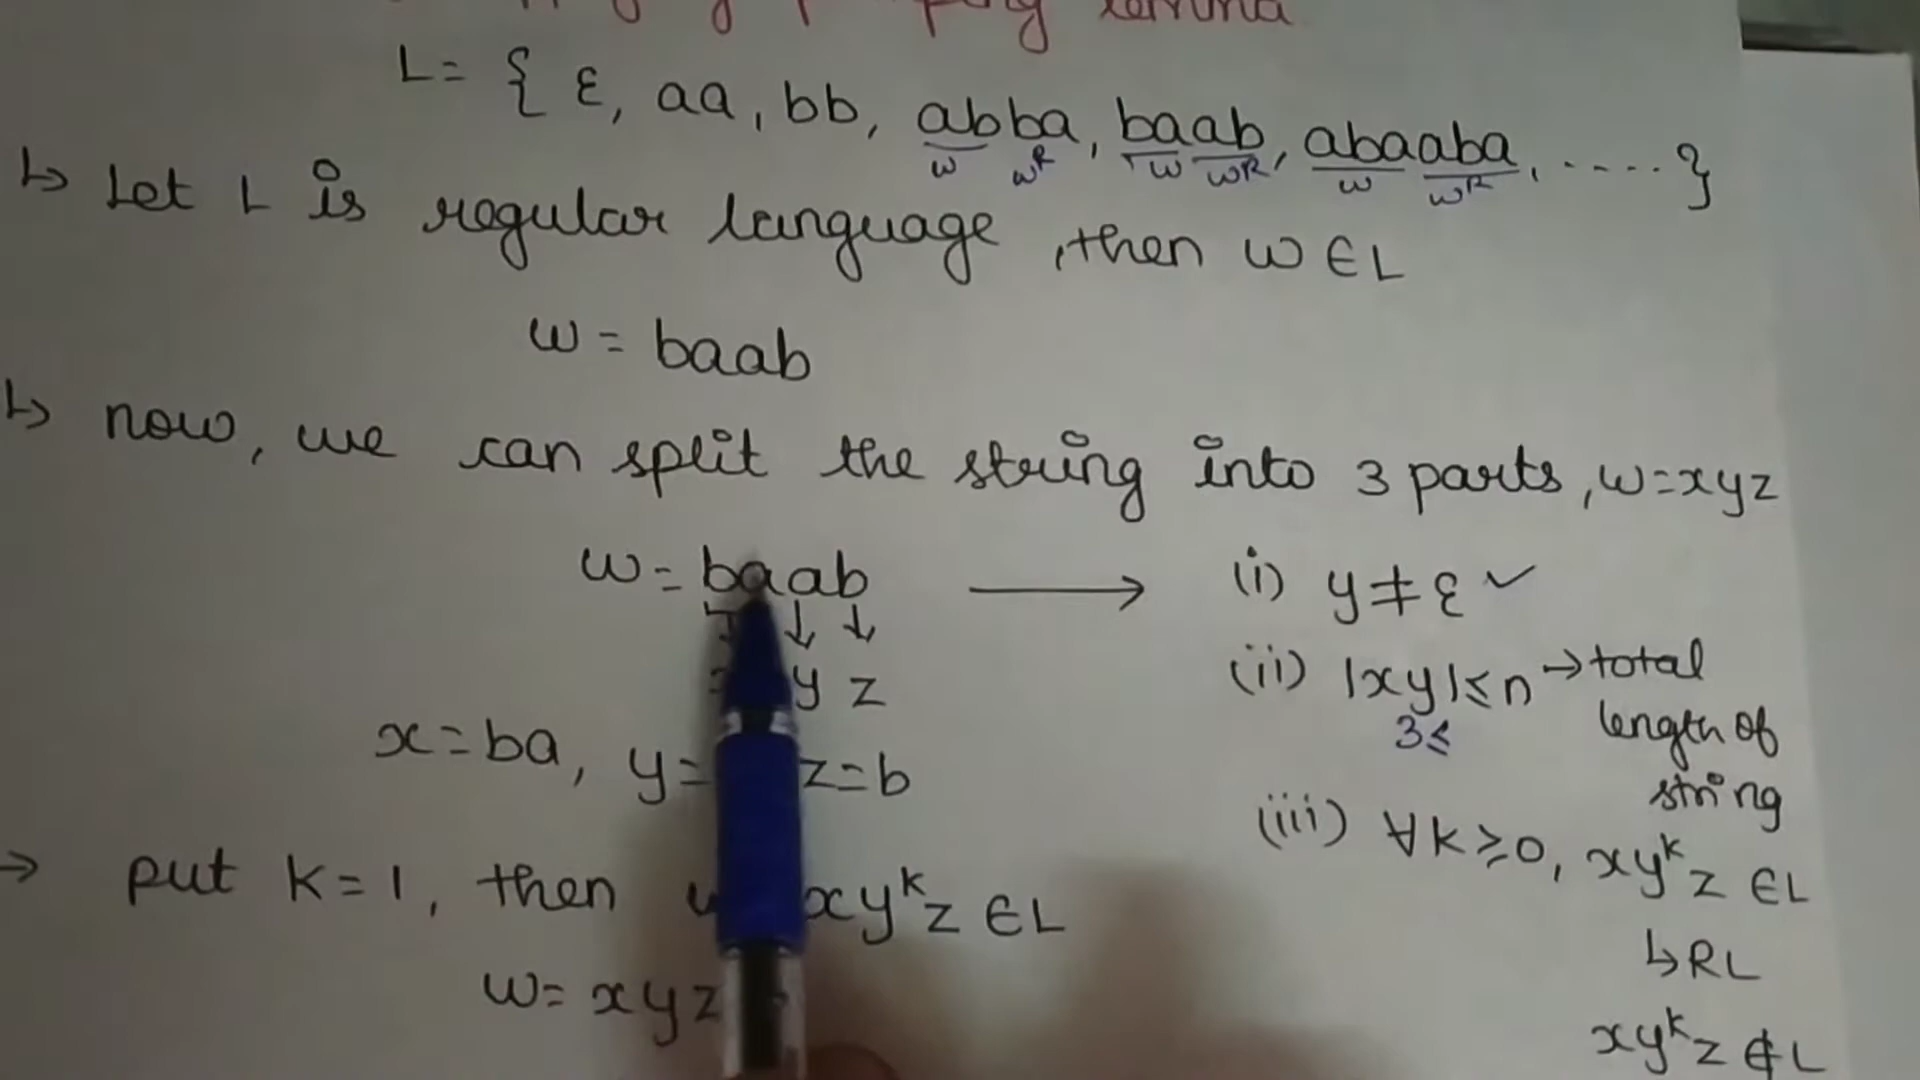 pumping lemma
L= { ε, aa, bb, abba, baab, abaaba, ..... }
w wᴿ w wᴿ w wᴿ
↳ Let L is regular language, then w ∈ L
w = baab
↳ now, we can split the string into 3 parts, w=xyz
w = baab → (i) y ≠ ε ✓
↓ ↓ ↓
y z
(ii) |xy| ≤ n → total length of string
3≤
x = ba, y = z = b
(iii) ∀k ≥ 0, xyᵏz ∈ L
→ put k = 1, then xyᵏz ∈ L
↳ RL
w = xyz
xyᵏz ∉ L